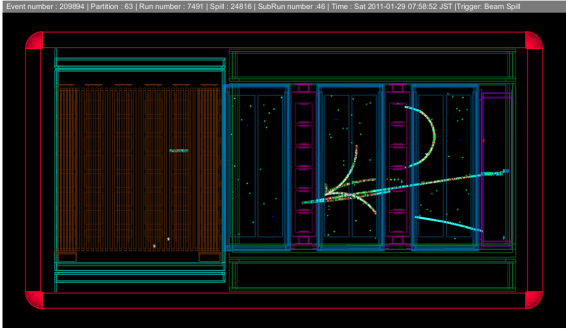 Event number : 209894 | Partition : 63 | Run number : 7491 | Spill : 24816 | SubRun number :46 | Time : Sat 2011-01-29 07:58:52 JST |Trigger: Beam Spill